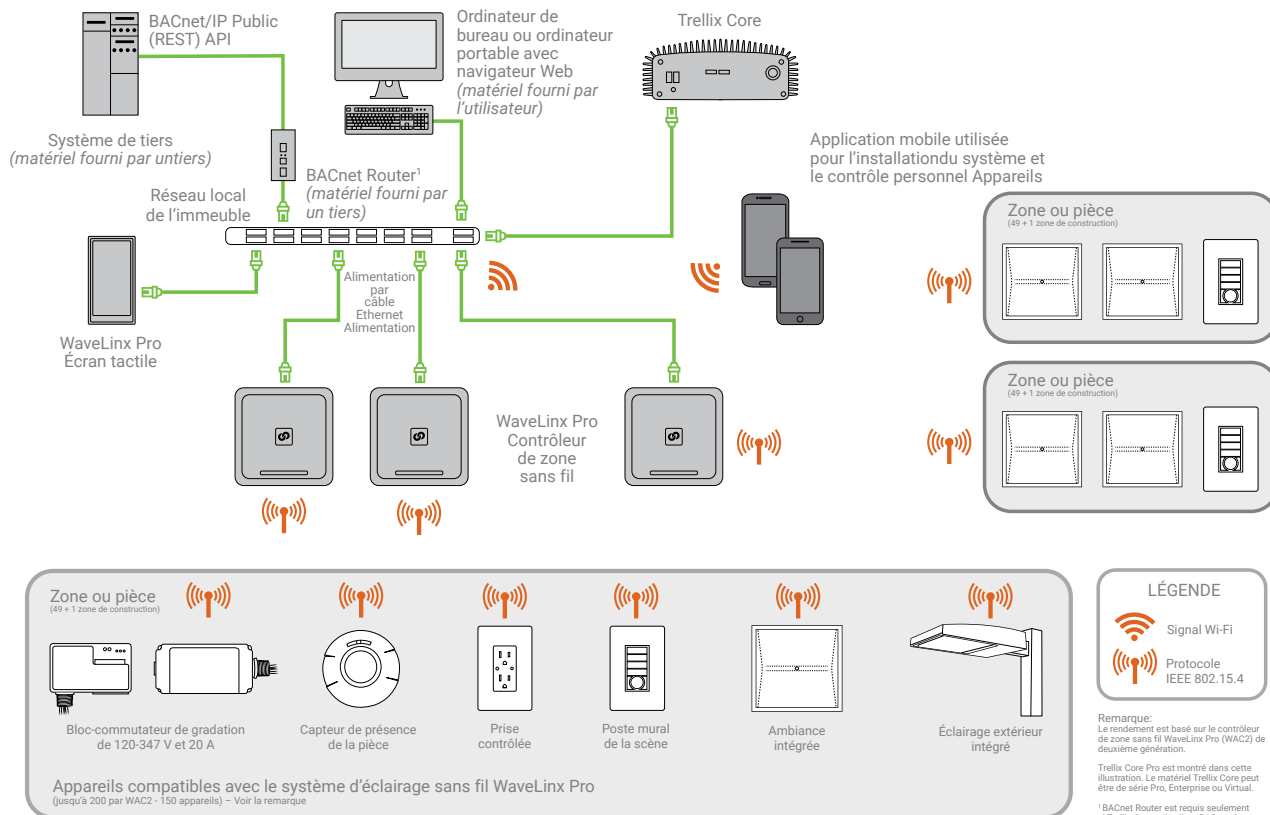 BACnet/IP Public
(REST) API
Système de tiers
(matériel fourni par untiers)
Ordinateur de
bureau ou ordinateur
portable avec
navigateur Web
(matériel fourni par
l'utilisateur)
Trellix Core
Réseau local
de l'immeuble
BACnet Router¹
(matériel fourni par
un tiers)
Application mobile utilisée
pour l'installationdu système et
le contrôle personnel Appareils
WaveLinx Pro
Écran tactile
Alimentation
par
câble
Ethernet
Alimentation
WaveLinx Pro
Contrôleur
de zone
sans fil
Zone ou pièce
(49 + 1 zone de construction)
Zone ou pièce
(49 + 1 zone de construction)
Zone ou pièce
(49 + 1 zone de construction)
Bloc-commutateur de gradation
de 120-347 V et 20 A
Capteur de présence
de la pièce
Prise
contrôlée
Poste mural
de la scène
Ambiance
intégrée
Éclairage extérieur
intégré
Appareils compatibles avec le système d'éclairage sans fil WaveLinx Pro
(jusqu'à 200 par WAC2 - 150 appareils) – Voir la remarque
LÉGENDE
Signal Wi-Fi
Protocole
IEEE 802.15.4
Remarque:
Le rendement est basé sur le contrôleur
de zone sans fil WaveLinx Pro (WAC2) de
deuxième génération.
Trellix Core Pro est montré dans cette
illustration. Le matériel Trellix Core peut
être de série Pro, Enterprise ou Virtual.
¹ BACnet Router est requis seulement